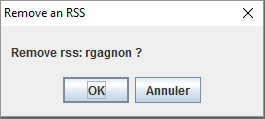 Remove an RSS
Remove rss: rgagnon ?
OK
Annuler